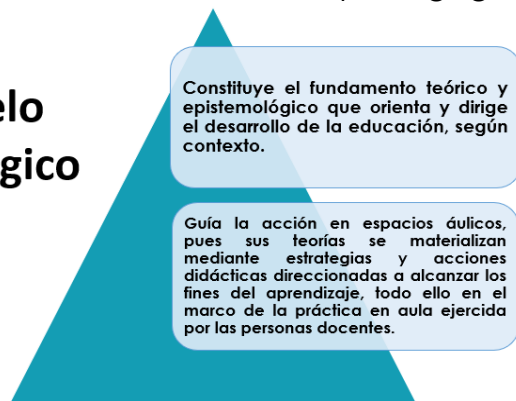 elo
gico
Constituye el fundamento teórico y
epistemológico que orienta y dirige
el desarrollo de la educación, según
contexto.
Guía la acción en espacios áulicos,
pues sus teorías se materializan
mediante estrategias y acciones
didácticas direccionadas a alcanzar los
fines del aprendizaje, todo ello en el
marco de la práctica en aula ejercida
por las personas docentes.